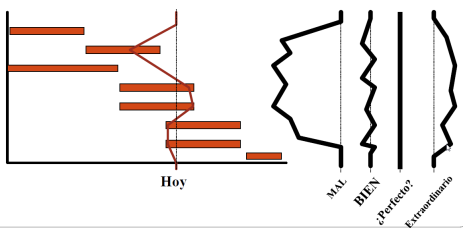 Hoy
MAL
BIEN
¿Perfecto?
Extraordinario